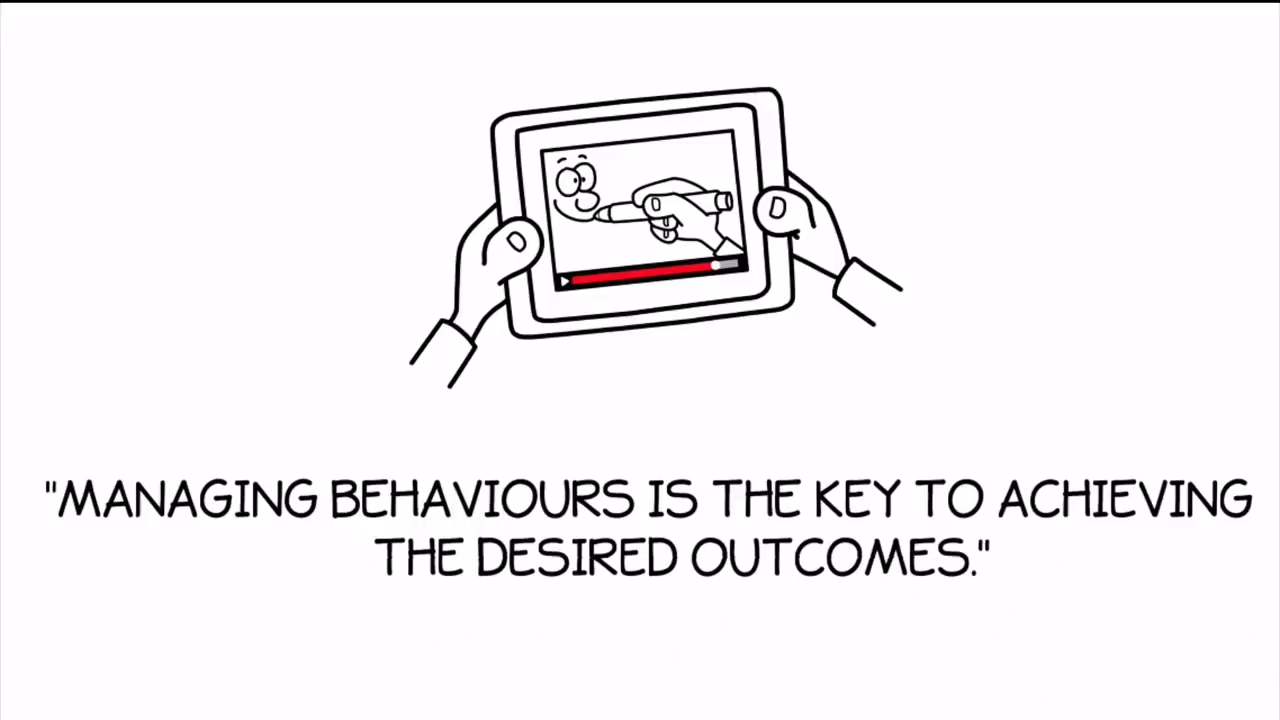 "MANAGING BEHAVIOURS IS THE KEY TO ACHIEVING
THE DESIRED OUTCOMES."